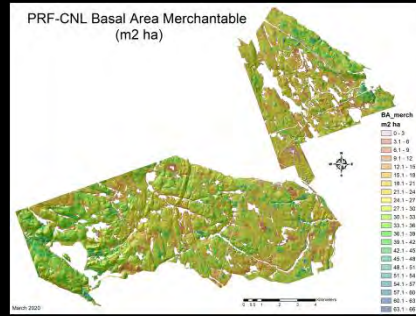 PRF-CNL Basal Area Merchantable
(m2 ha)
BA_merch
m2 ha
0 - 3
3.1 - 6
6.1 - 9
9.1 - 12
12.1 - 15
15.1 - 18
18.1 - 21
21.1 - 24
24.1 - 27
27.1 - 30
30.1 - 33
33.1 - 36
36.1 - 39
39.1 - 42
42.1 - 45
45.1 - 48
48.1 - 51
51.1 - 54
54.1 - 57
57.1 - 60
60.1 - 63
63.1 - 66
March 2020